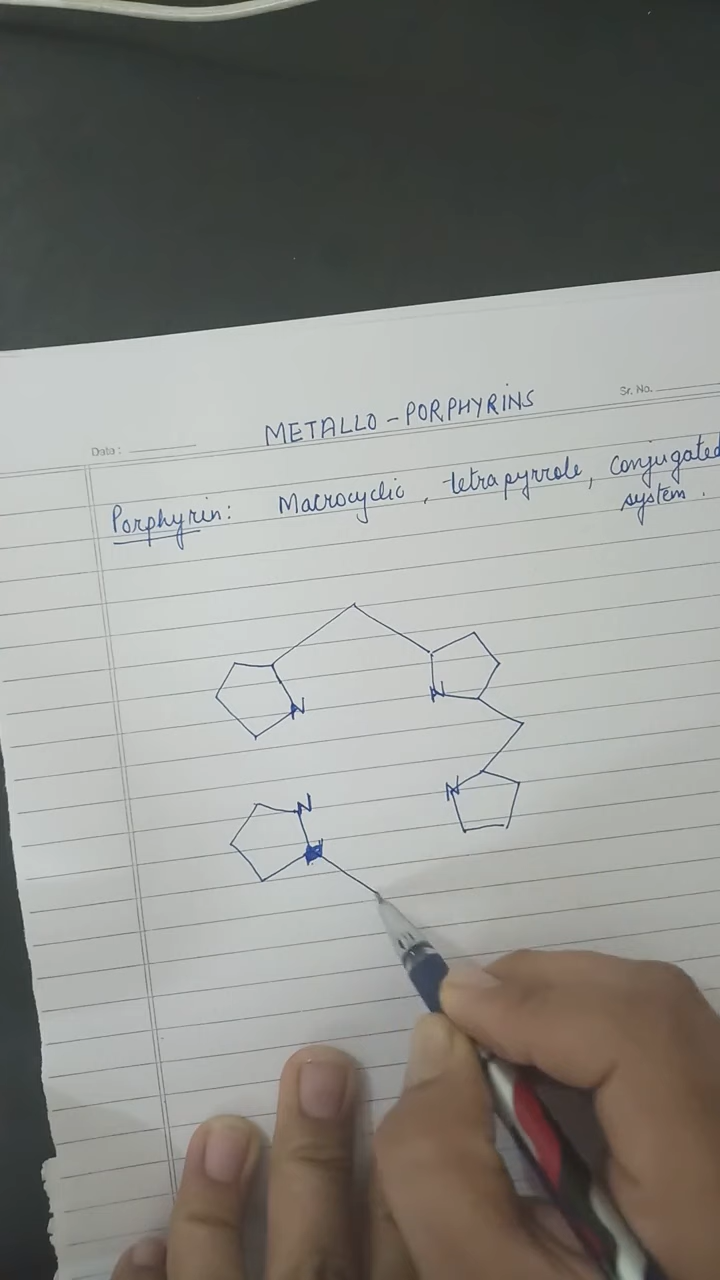 Sr. No.
METALLO - PORPHYRINS
Date :
Porphyrin: Macrocyclic, tetrapyrrole, conjugated
system.
N
N
N
N